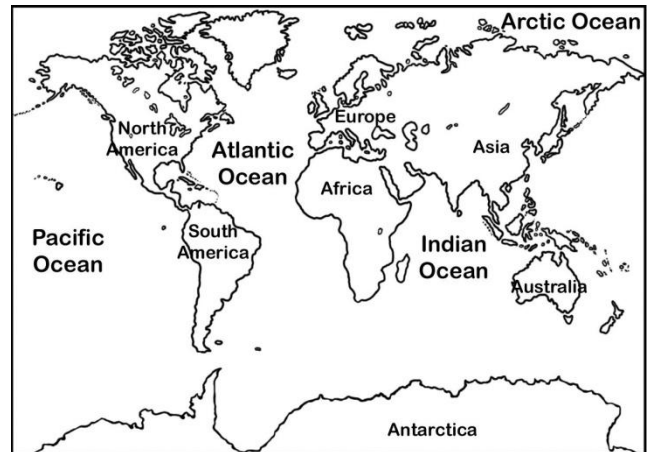 Arctic Ocean
Europe
North
America
Atlantic
Ocean
Asia
Africa
Pacific
Ocean
South
America
Indian
Ocean
Australia
Antarctica